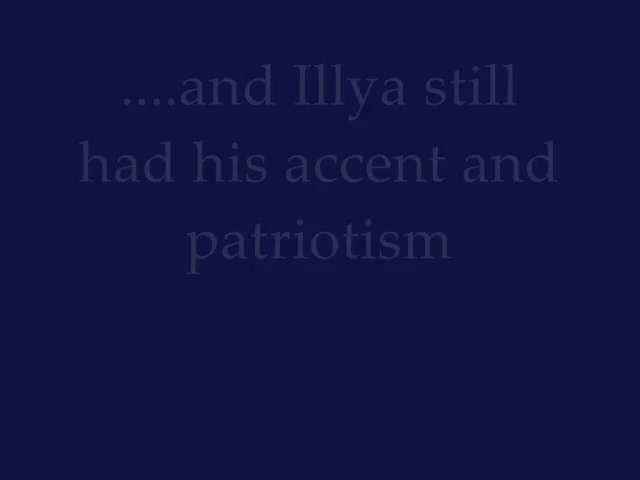 ....and Illya still
had his accent and
patriotism